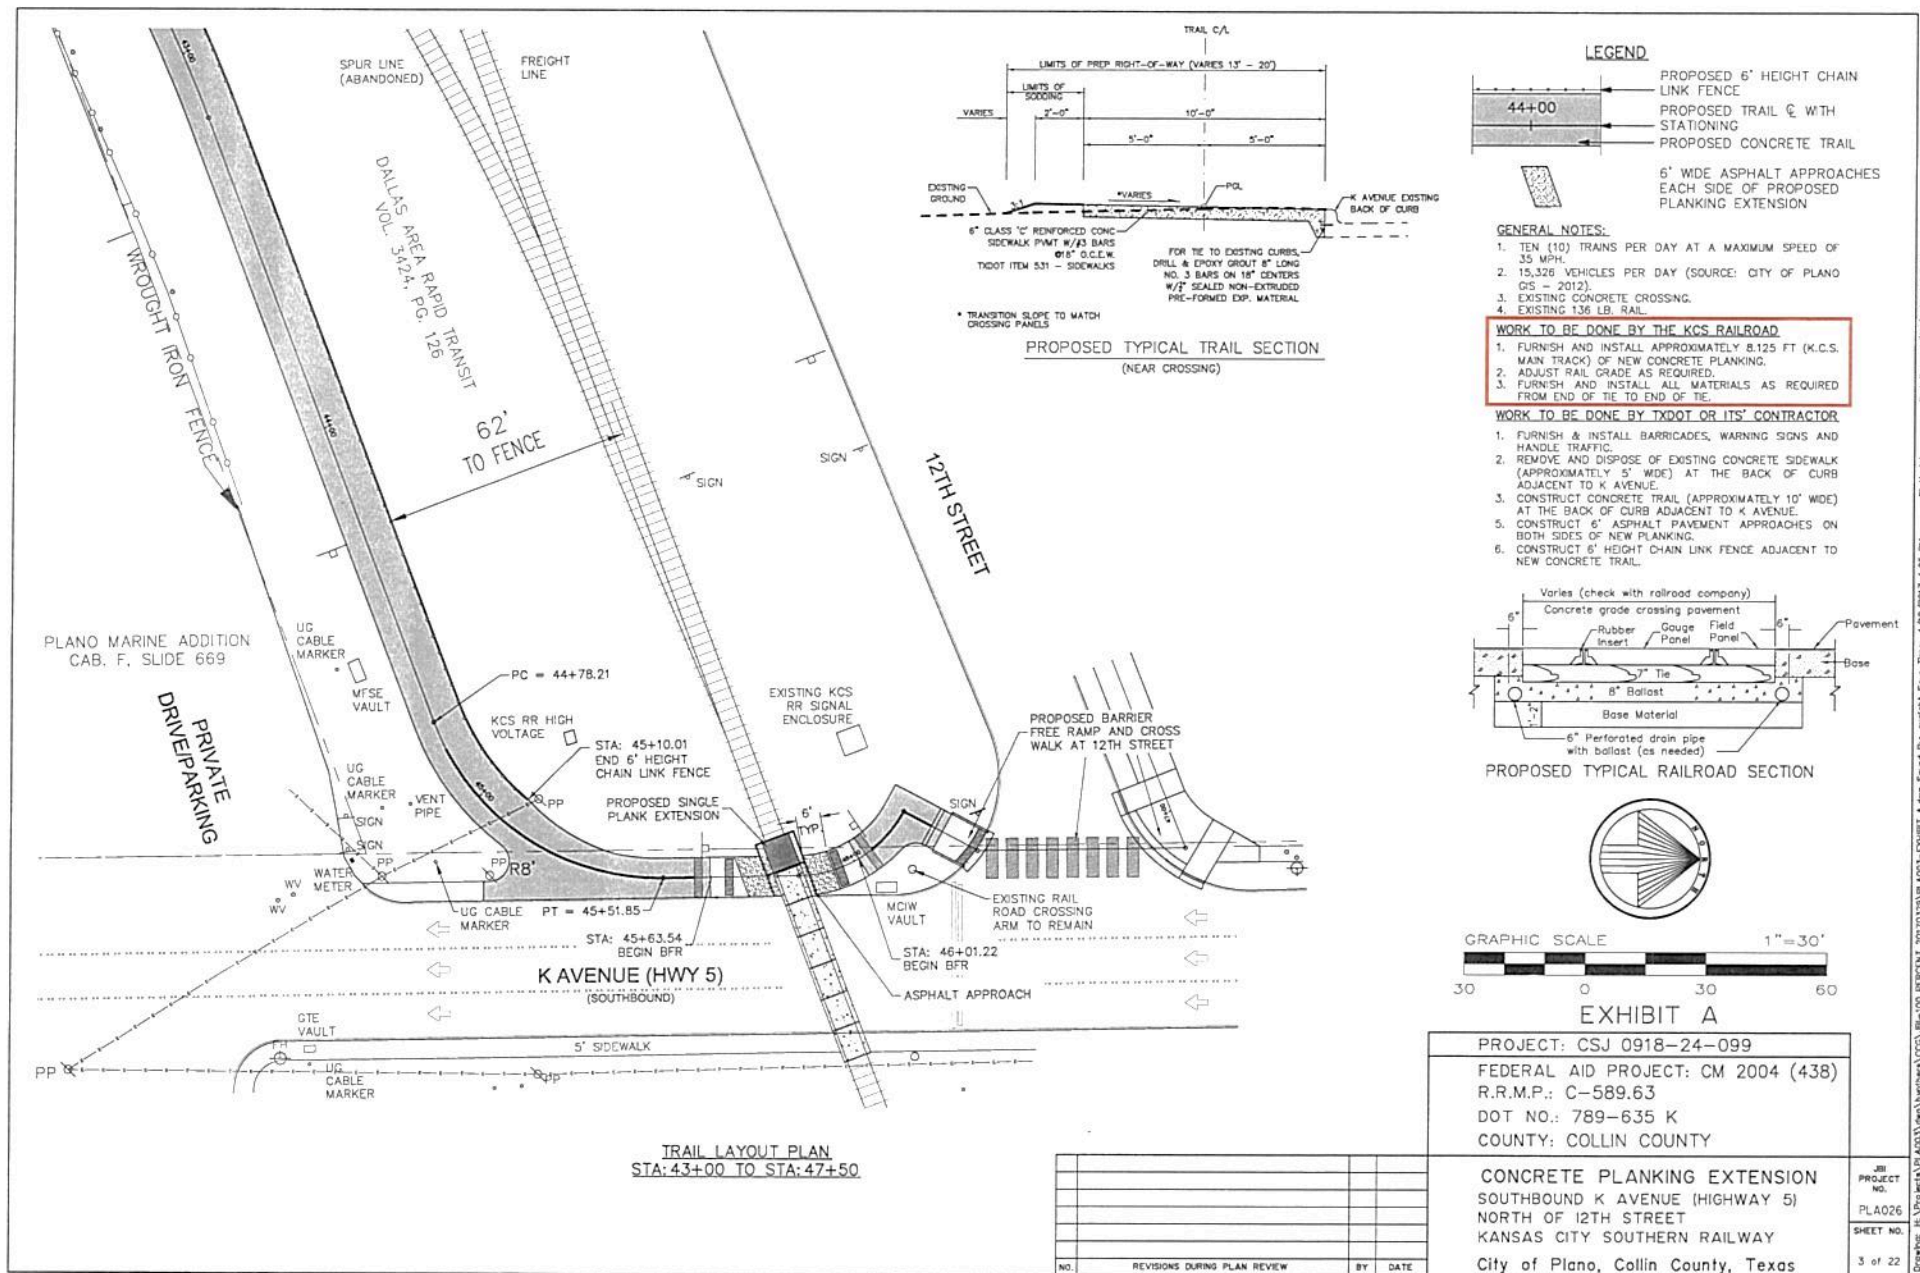 43+00
SPUR LINE
(ABANDONED)
FREIGHT
LINE
DALLAS AREA RAPID TRANSIT
VOL. 3424, PG. 126
WROUGHT IRON FENCE
44+00
62'
TO FENCE
SIGN
SIGN
12TH STREET
PLANO MARINE ADDITION
CAB. F, SLIDE 669
PRIVATE
DRIVE/PARKING
UG
CABLE
MARKER
MFSE
VAULT
PC = 44+78.21
KCS RR HIGH
VOLTAGE
EXISTING KCS
RR SIGNAL
ENCLOSURE
STA: 45+10.01
END 6' HEIGHT
CHAIN LINK FENCE
PROPOSED BARRIER
FREE RAMP AND CROSS
WALK AT 12TH STREET
UG
CABLE
MARKER
VENT
PIPE
45+00
PP
PROPOSED SINGLE
PLANK EXTENSION
6'
TYP.
SIGN
SIGN
SIGN
PP
PP
R8'
46+00
47+00
WATER
METER
WV
WV
UG CABLE
MARKER
PT = 45+51.85
MCIW
VAULT
EXISTING RAIL
ROAD CROSSING
ARM TO REMAIN
STA: 45+63.54
BEGIN BFR
STA: 46+01.22
BEGIN BFR
K AVENUE (HWY 5)
(SOUTHBOUND)
ASPHALT APPROACH
GTE
VAULT
FH
5' SIDEWALK
PP
UG
CABLE
MARKER
PP
TRAIL LAYOUT PLAN
STA: 43+00 TO STA: 47+50
TRAIL C/L
LIMITS OF PREP RIGHT-OF-WAY (VARIES 13' - 20')
LIMITS OF
SODDING
VARIES
2'-0"
10'-0"
5'-0"
5'-0"
EXISTING
GROUND
3:1
*VARIES
PGL
K AVENUE EXISTING
BACK OF CURB
6" CLASS 'C' REINFORCED CONC
SIDEWALK PVMT W/#3 BARS
@18" O.C.E.W.
TXDOT ITEM 531 - SIDEWALKS
FOR TIE TO EXISTING CURBS,
DRILL & EPOXY GROUT 8" LONG
NO. 3 BARS ON 18" CENTERS
SEALED NON-EXTRUDED
PRE-FORMED EXP. MATERIAL
* TRANSITION SLOPE TO MATCH
CROSSING PANELS
PROPOSED TYPICAL TRAIL SECTION
(NEAR CROSSING)
LEGEND
PROPOSED 6' HEIGHT CHAIN
LINK FENCE
44+00
PROPOSED TRAIL ℄ WITH
STATIONING
PROPOSED CONCRETE TRAIL
6' WIDE ASPHALT APPROACHES
EACH SIDE OF PROPOSED
PLANKING EXTENSION
GENERAL NOTES:
1. TEN (10) TRAINS PER DAY AT A MAXIMUM SPEED OF
35 MPH.
2. 15,326 VEHICLES PER DAY (SOURCE: CITY OF PLANO
GIS - 2012).
3. EXISTING CONCRETE CROSSING.
4. EXISTING 136 LB. RAIL.
WORK TO BE DONE BY THE KCS RAILROAD
1. FURNISH AND INSTALL APPROXIMATELY 8.125 FT (K.C.S.
MAIN TRACK) OF NEW CONCRETE PLANKING.
2. ADJUST RAIL GRADE AS REQUIRED.
3. FURNISH AND INSTALL ALL MATERIALS AS REQUIRED
FROM END OF TIE TO END OF TIE.
WORK TO BE DONE BY TXDOT OR ITS' CONTRACTOR
1. FURNISH & INSTALL BARRICADES, WARNING SIGNS AND
HANDLE TRAFFIC.
2. REMOVE AND DISPOSE OF EXISTING CONCRETE SIDEWALK
(APPROXIMATELY 5' WIDE) AT THE BACK OF CURB
ADJACENT TO K AVENUE.
3. CONSTRUCT CONCRETE TRAIL (APPROXIMATELY 10' WIDE)
AT THE BACK OF CURB ADJACENT TO K AVENUE.
5. CONSTRUCT 6' ASPHALT PAVEMENT APPROACHES ON
BOTH SIDES OF NEW PLANKING.
6. CONSTRUCT 6' HEIGHT CHAIN LINK FENCE ADJACENT TO
NEW CONCRETE TRAIL.
Varies (check with railroad company)
Concrete grade crossing pavement
6"
Rubber
Insert
Gauge
Panel
Field
Panel
6"
Pavement
Base
7" Tie
8" Ballast
1'-2"
Base Material
6" Perforated drain pipe
with ballast (as needed)
PROPOSED TYPICAL RAILROAD SECTION
NORTH
GRAPHIC SCALE 1"=30'
30 0 30 60
EXHIBIT A
PROJECT: CSJ 0918-24-099
FEDERAL AID PROJECT: CM 2004 (438)
R.R.M.P.: C-589.63
DOT NO.: 789-635 K
COUNTY: COLLIN COUNTY
CONCRETE PLANKING EXTENSION
SOUTHBOUND K AVENUE (HIGHWAY 5)
NORTH OF 12TH STREET
KANSAS CITY SOUTHERN RAILWAY
City of Plano, Collin County, Texas
JBI
PROJECT
NO.
PLA026
SHEET NO.
3 of 22
NO. REVISIONS DURING PLAN REVIEW BY DATE